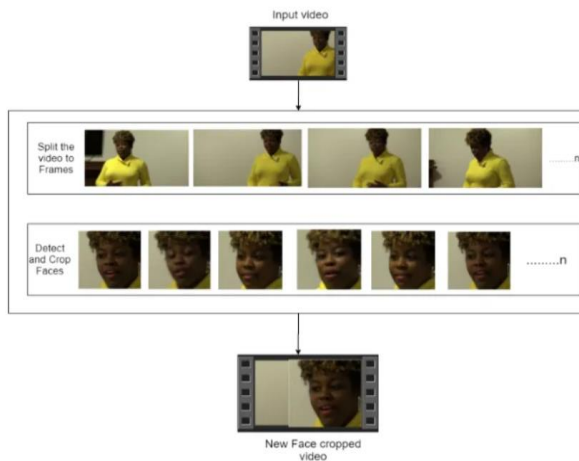 Input video
Split the
video to
Frames
.........n
Detect
and Crop
Faces
.........n
New Face cropped
video